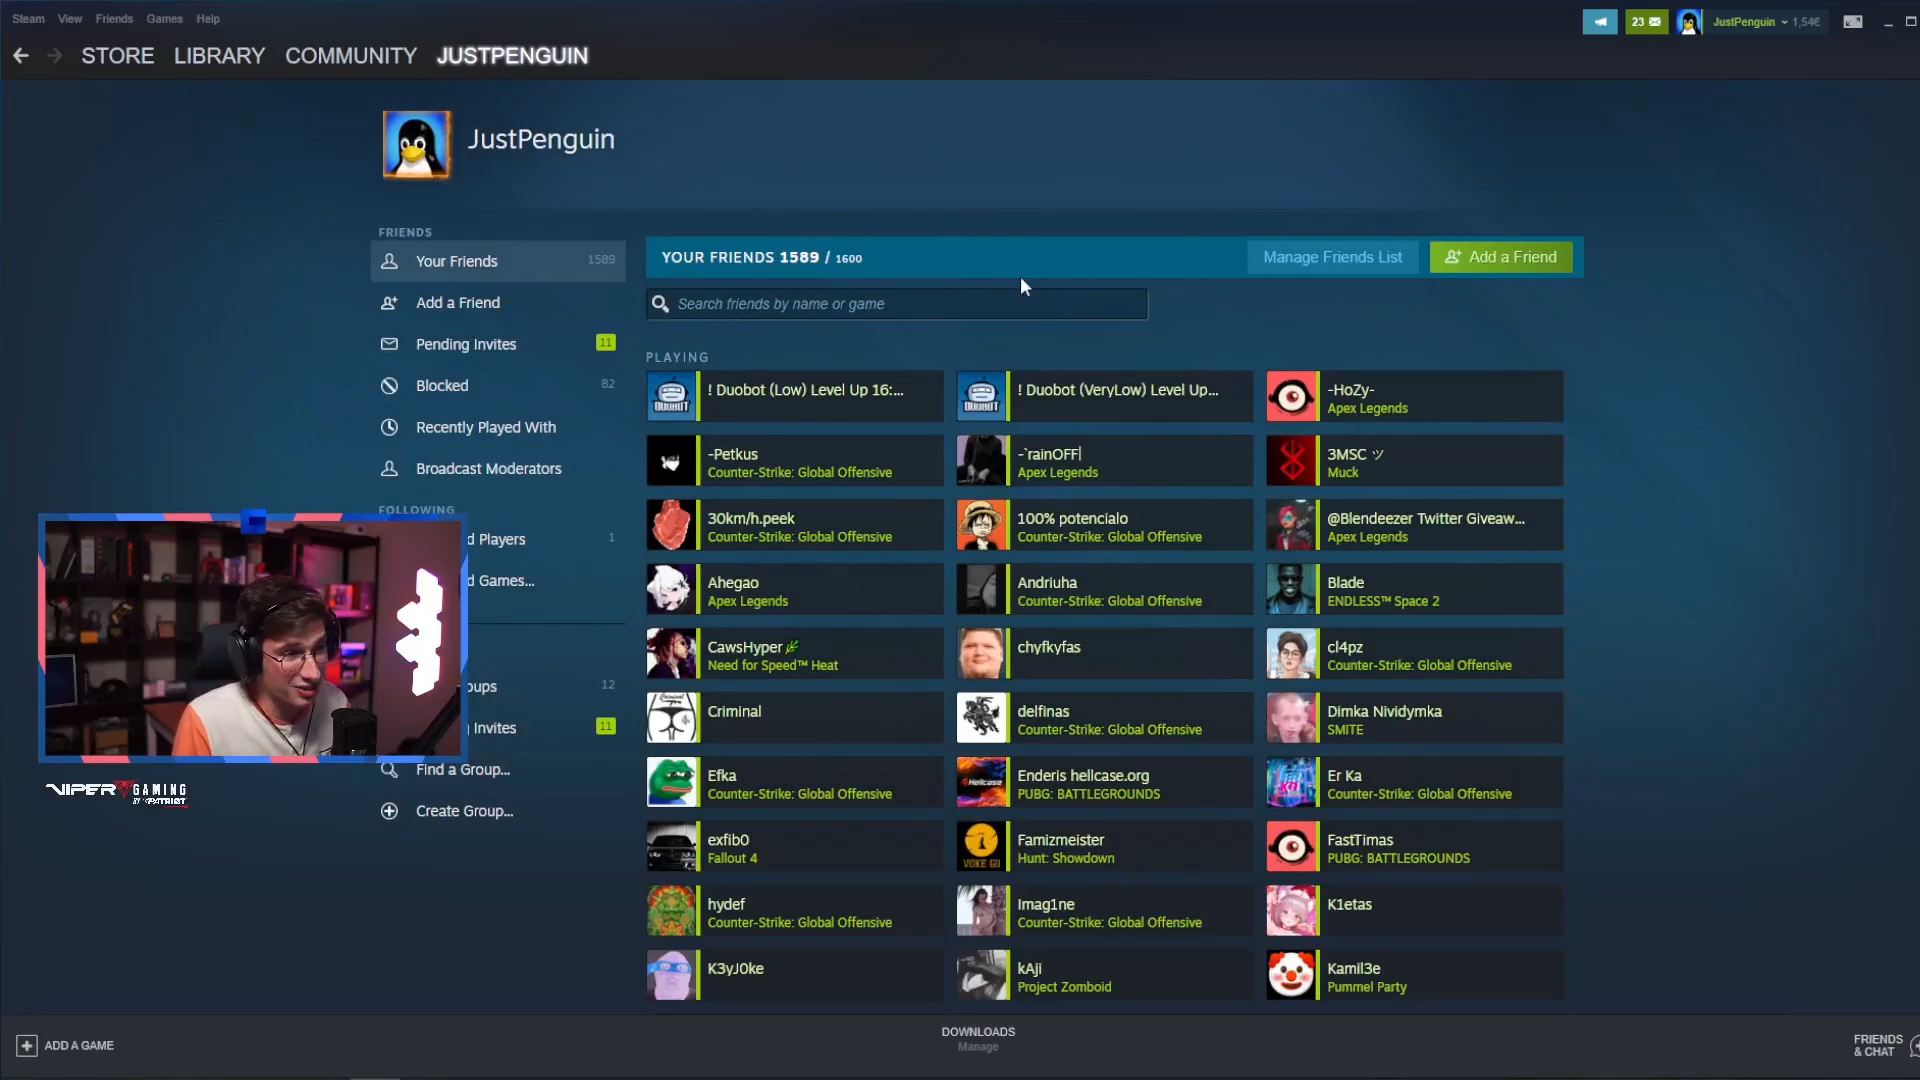 Steam View Friends Games Help
23 JustPenguin 1,54€
STORE LIBRARY COMMUNITY JUSTPENGUIN
JustPenguin
FRIENDS
Your Friends 1589
Add a Friend
Pending Invites 11
Blocked 82
Recently Played With
Broadcast Moderators
FOLLOWING
d Players 1
d Games...
oups 12
Invites 11
Find a Group...
Create Group...
VIPER GAMING
BY PATRIOT
YOUR FRIENDS 1589 / 1600
Manage Friends List
Add a Friend
Search friends by name or game
PLAYING
! Duobot (Low) Level Up 16:...
! Duobot (VeryLow) Level Up...
-HoZy-
Apex Legends
-Petkus
Counter-Strike: Global Offensive
-`rainOFF|
Apex Legends
3MSC ツ
Muck
30km/h.peek
Counter-Strike: Global Offensive
100% potencialo
Counter-Strike: Global Offensive
@Blendeezer Twitter Giveaw...
Apex Legends
Ahegao
Apex Legends
Andriuha
Counter-Strike: Global Offensive
Blade
ENDLESS™ Space 2
CawsHyper
Need for Speed™ Heat
chyfkyfas
cl4pz
Counter-Strike: Global Offensive
Criminal
delfinas
Counter-Strike: Global Offensive
Dimka Nividymka
SMITE
Efka
Counter-Strike: Global Offensive
Enderis hellcase.org
PUBG: BATTLEGROUNDS
Er Ka
Counter-Strike: Global Offensive
exfib0
Fallout 4
Famizmeister
Hunt: Showdown
FastTimas
PUBG: BATTLEGROUNDS
hydef
Counter-Strike: Global Offensive
Imag1ne
Counter-Strike: Global Offensive
K1etas
K3yJ0ke
kAji
Project Zomboid
Kamil3e
Pummel Party
DUOBOT
DUOBOT
Criminal
Hellcase
VOKE GO
ADD A GAME
DOWNLOADS
Manage
FRIENDS
& CHAT